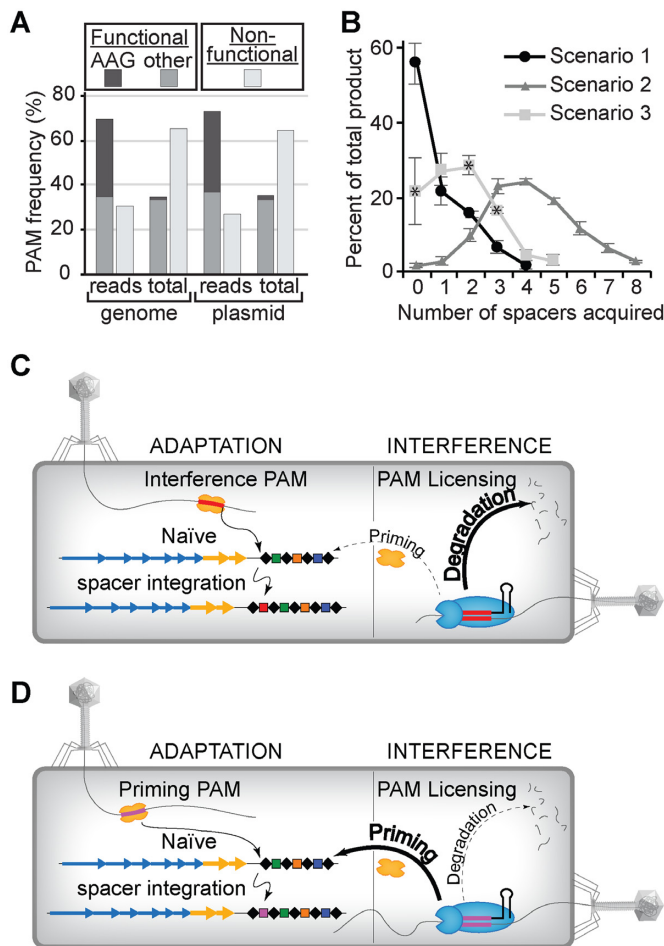 A
Functional
Non-
functional
AAG other
PAM frequency (%)
80
60
40
20
0
reads total reads total
genome plasmid
B
Percent of total product
60
40
20
0
Scenario 1
Scenario 2
Scenario 3
* * *
0 1 2 3 4 5 6 7 8
Number of spacers acquired
C
ADAPTATION INTERFERENCE
Interference PAM PAM Licensing
Degradation
Naïve
Priming
spacer integration
D
ADAPTATION INTERFERENCE
Priming PAM PAM Licensing
Degradation
Naïve
Priming
spacer integration